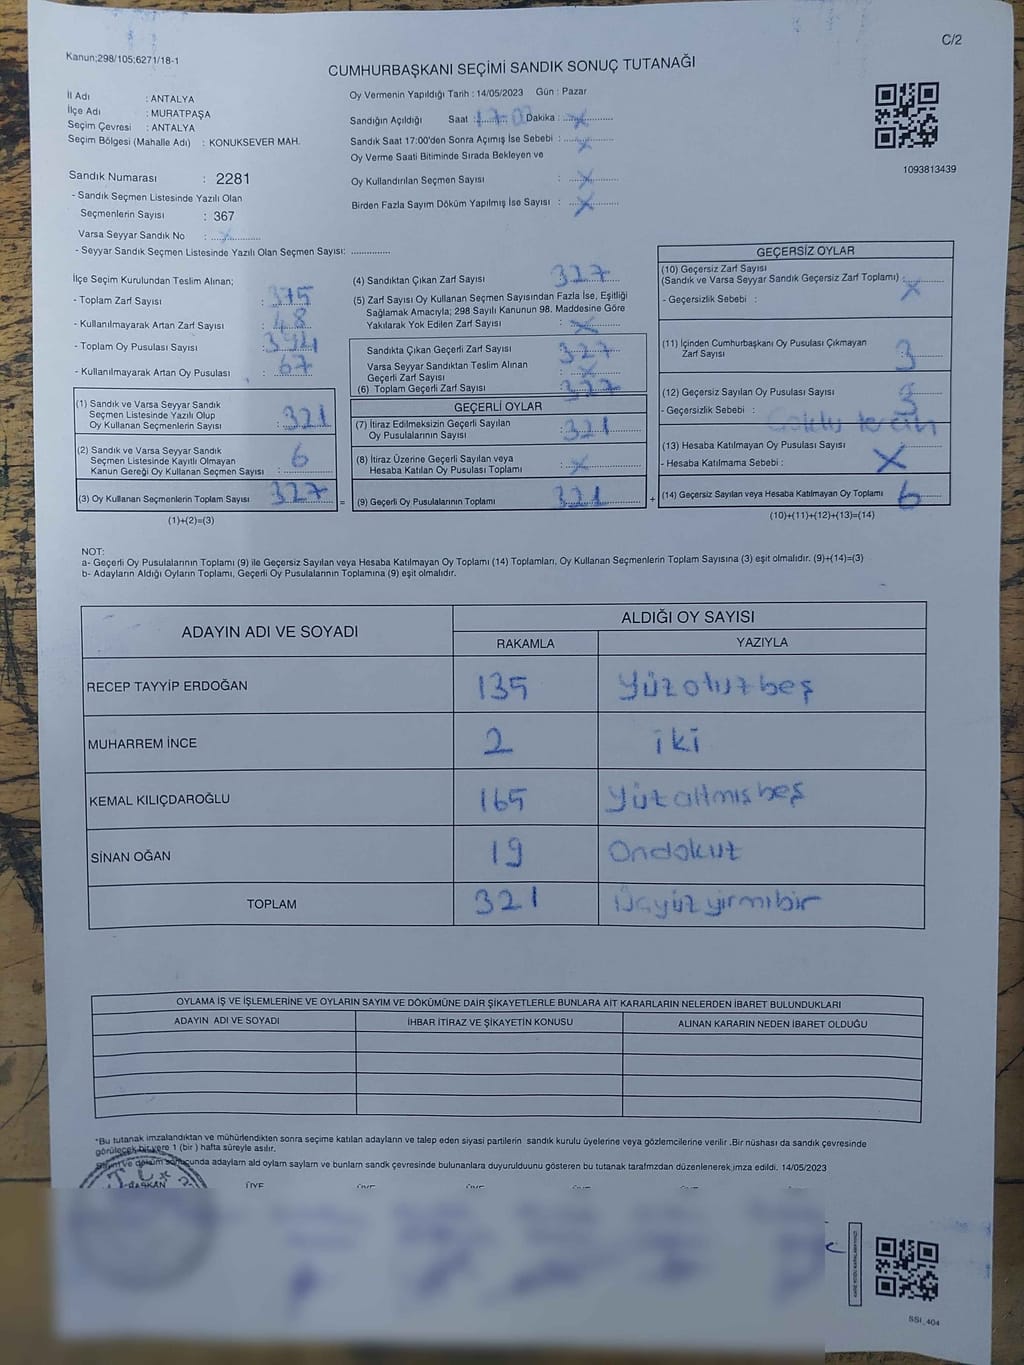 C/2
Kanun;298/105;6271/18-1
CUMHURBAŞKANI SEÇİMİ SANDIK SONUÇ TUTANAĞI
İl Adı : ANTALYA
İlçe Adı : MURATPAŞA
Seçim Çevresi : ANTALYA
Seçim Bölgesi (Mahalle Adı) : KONUKSEVER MAH.
Sandık Numarası : 2281
- Sandık Seçmen Listesinde Yazılı Olan
Seçmenlerin Sayısı : 367
Varsa Seyyar Sandık No : X
- Seyyar Sandık Seçmen Listesinde Yazılı Olan Seçmen Sayısı:
Oy Vermenin Yapıldığı Tarih : 14/05/2023 Gün : Pazar
Sandığın Açıldığı Saat : 17:00 Dakika : X
Sandık Saat 17:00'den Sonra Açımış İse Sebebi : X
Oy Verme Saati Bitiminde Sırada Bekleyen ve
Oy Kullandırılan Seçmen Sayısı : X
Birden Fazla Sayım Döküm Yapılmış İse Sayısı : X
1093813439
İlçe Seçim Kurulundan Teslim Alınan;
- Toplam Zarf Sayısı : 375
- Kullanılmayarak Artan Zarf Sayısı : 48
- Toplam Oy Pusulası Sayısı : 394
- Kullanılmayarak Artan Oy Pusulası : 67
(1) Sandık ve Varsa Seyyar Sandık
Seçmen Listesinde Yazılı Olup
Oy Kullanan Seçmenlerin Sayısı : 321
(2) Sandık ve Varsa Seyyar Sandık
Seçmen Listesinde Kayıtlı Olmayan
Kanun Gereği Oy Kullanan Seçmen Sayısı : 6
(3) Oy Kullanan Seçmenlerin Toplam Sayısı : 327 =
(1)+(2)=(3)
(4) Sandıktan Çıkan Zarf Sayısı : 327
(5) Zarf Sayısı Oy Kullanan Seçmen Sayısından Fazla İse, Eşitliği
Sağlamak Amacıyla; 298 Sayılı Kanunun 98. Maddesine Göre
Yakılarak Yok Edilen Zarf Sayısı : X
Sandıkta Çıkan Geçerli Zarf Sayısı : 327
Varsa Seyyar Sandıktan Teslim Alınan
Geçerli Zarf Sayısı : X
(6) Toplam Geçerli Zarf Sayısı : 327
GEÇERLİ OYLAR
(7) İtiraz Edilmeksizin Geçerli Sayılan
Oy Pusulalarının Sayısı : 321
(8) İtiraz Üzerine Geçerli Sayılan veya
Hesaba Katılan Oy Pusulası Toplamı : X
(9) Geçerli Oy Pusulalarının Toplamı : 321 +
GEÇERSİZ OYLAR
(10) Geçersiz Zarf Sayısı
(Sandık ve Varsa Seyyar Sandık Geçersiz Zarf Toplamı) : X
- Geçersizlik Sebebi :
(11) İçinden Cumhurbaşkanı Oy Pusulası Çıkmayan
Zarf Sayısı : 3
(12) Geçersiz Sayılan Oy Pusulası Sayısı : 3
- Geçersizlik Sebebi :
(13) Hesaba Katılmayan Oy Pusulası Sayısı :
- Hesaba Katılmama Sebebi : X
(14) Geçersiz Sayılan veya Hesaba Katılmayan Oy Toplamı : 6
(10)+(11)+(12)+(13)=(14)
NOT:
a- Geçerli Oy Pusulalarının Toplamı (9) ile Geçersiz Sayılan veya Hesaba Katılmayan Oy Toplamı (14) Toplamları, Oy Kullanan Seçmenlerin Toplam Sayısına (3) eşit olmalıdır. (9)+(14)=(3)
b- Adayların Aldığı Oyların Toplamı, Geçerli Oy Pusulalarının Toplamına (9) eşit olmalıdır.
ADAYIN ADI VE SOYADI ALDIĞI OY SAYISI
RAKAMLA YAZIYLA
RECEP TAYYİP ERDOĞAN 135 Yüzotuzbeş
MUHARREM İNCE 2 iki
KEMAL KILIÇDAROĞLU 165 Yüzaltmışbeş
SİNAN OĞAN 19 Ondokuz
TOPLAM 321 Üçyüzyirmibir
OYLAMA İŞ VE İŞLEMLERİNE VE OYLARIN SAYIM VE DÖKÜMÜNE DAİR ŞİKAYETLERLE BUNLARA AİT KARARLARIN NELERDEN İBARET BULUNDUKLARI
ADAYIN ADI VE SOYADI İHBAR İTİRAZ VE ŞİKAYETİN KONUSU ALINAN KARARIN NEDEN İBARET OLDUĞU
*Bu tutanak imzalandıktan ve mühürlendikten sonra seçime katılan adayların ve talep eden siyasi partilerin sandık kurulu üyelerine veya gözlemcilerine verilir .Bir nüshası da sandık çevresinde
görülecek bir yere 1 (bir ) hafta süreyle asılır.
Sayım ve döküm sonucunda adayların ald oylam saylam ve bunlam sandk çevresinde bulunanlara duyurulduunu gösteren bu tutanak tarafmzdan düzenlenerek imza edildi. 14/05/2023
BAŞKAN ÜYE
SSI_404